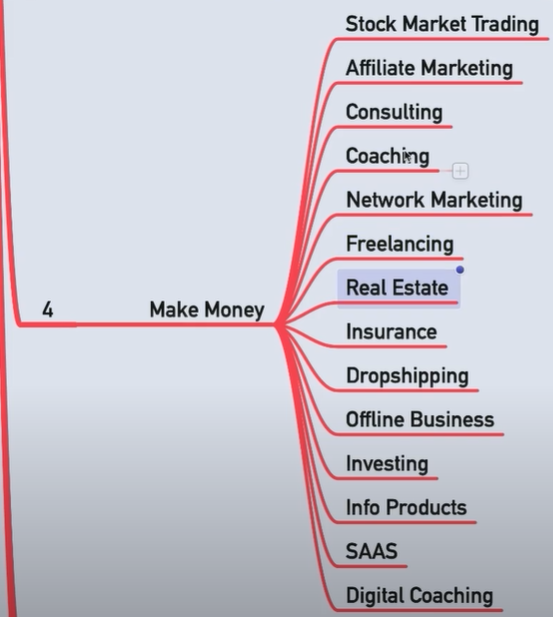 Stock Market Trading
Affiliate Marketing
Consulting
Coaching
Network Marketing
Freelancing
Real Estate
4 Make Money
Insurance
Dropshipping
Offline Business
Investing
Info Products
SAAS
Digital Coaching